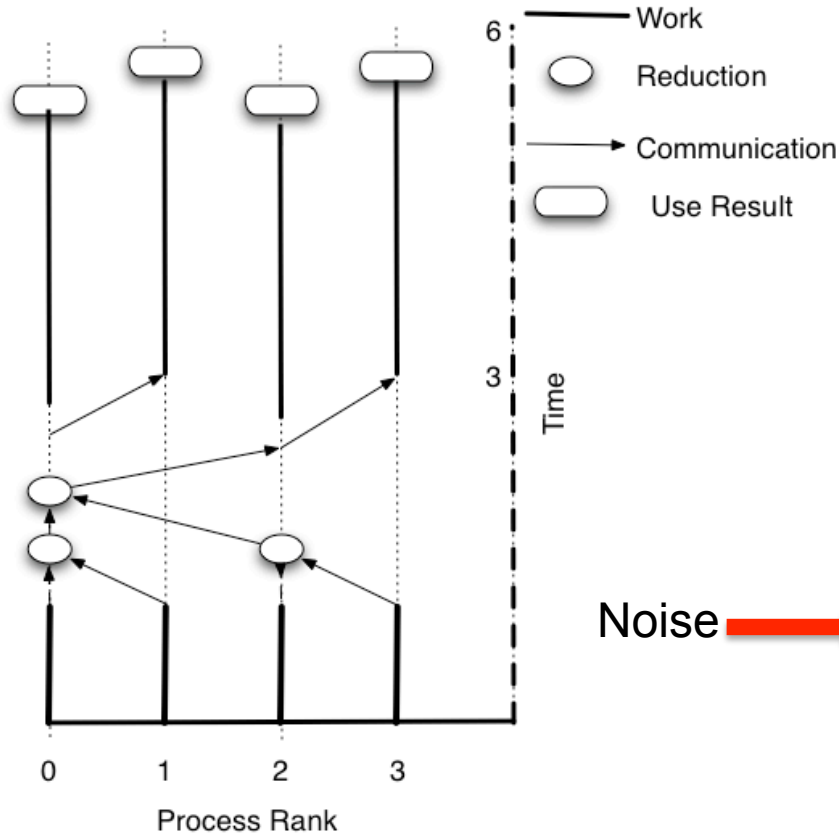 6
Work
Reduction
Communication
Use Result
3
Time
Noise
0 1 2 3
Process Rank